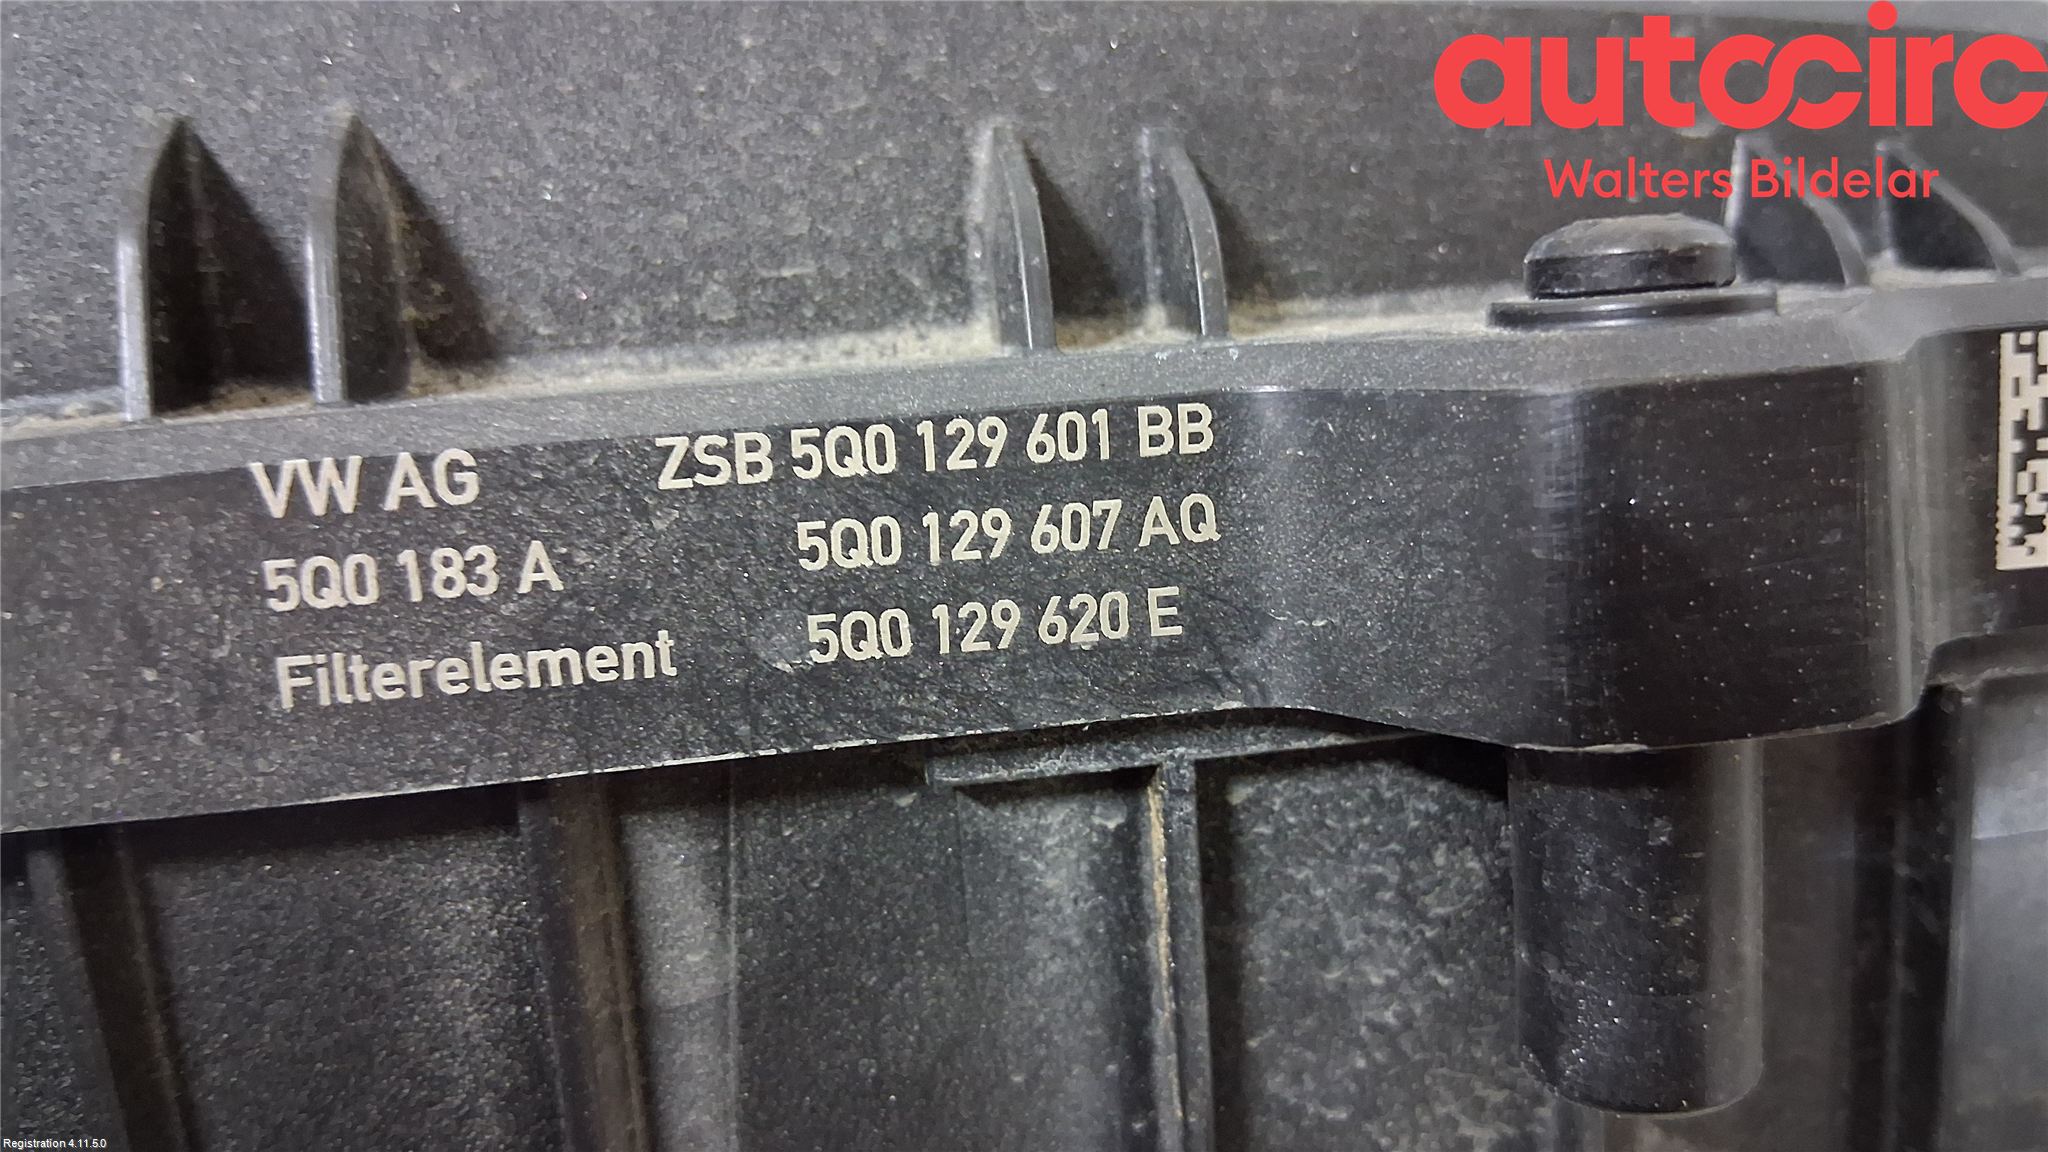 autocirc
Walters Bildelar
VW AG ZSB 5Q0 129 601 BB
5Q0 183 A 5Q0 129 607 AQ
Filterelement 5Q0 129 620 E
Registration 4.11.5.0